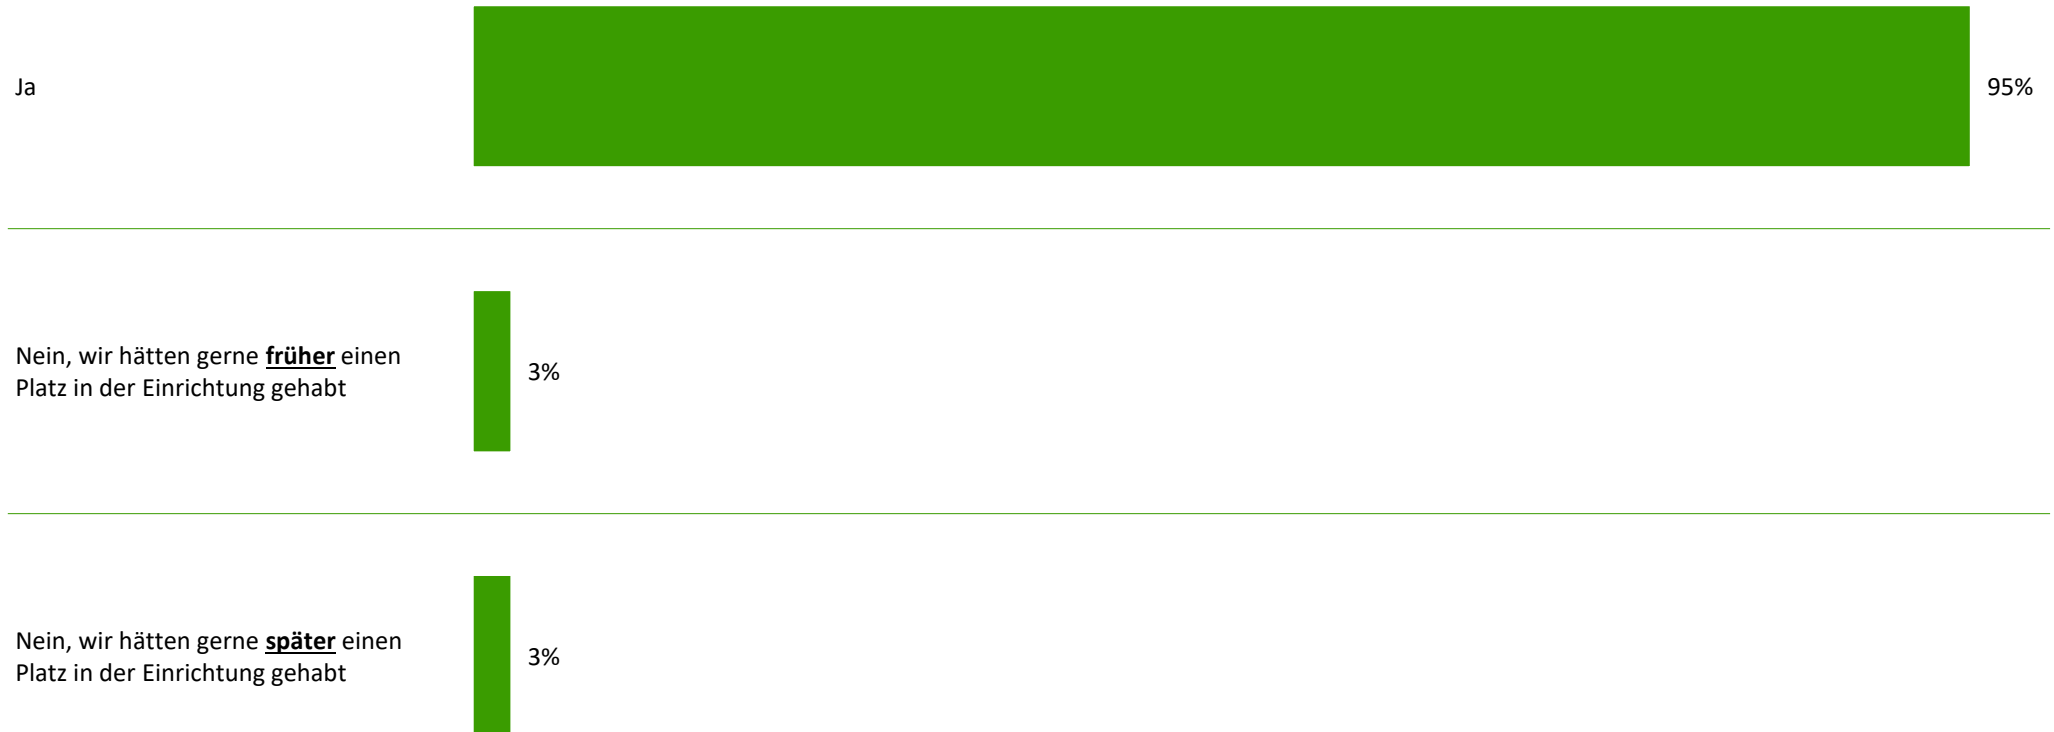 Ja
95%
Nein, wir hätten gerne früher einen
Platz in der Einrichtung gehabt
3%
Nein, wir hätten gerne später einen
Platz in der Einrichtung gehabt
3%